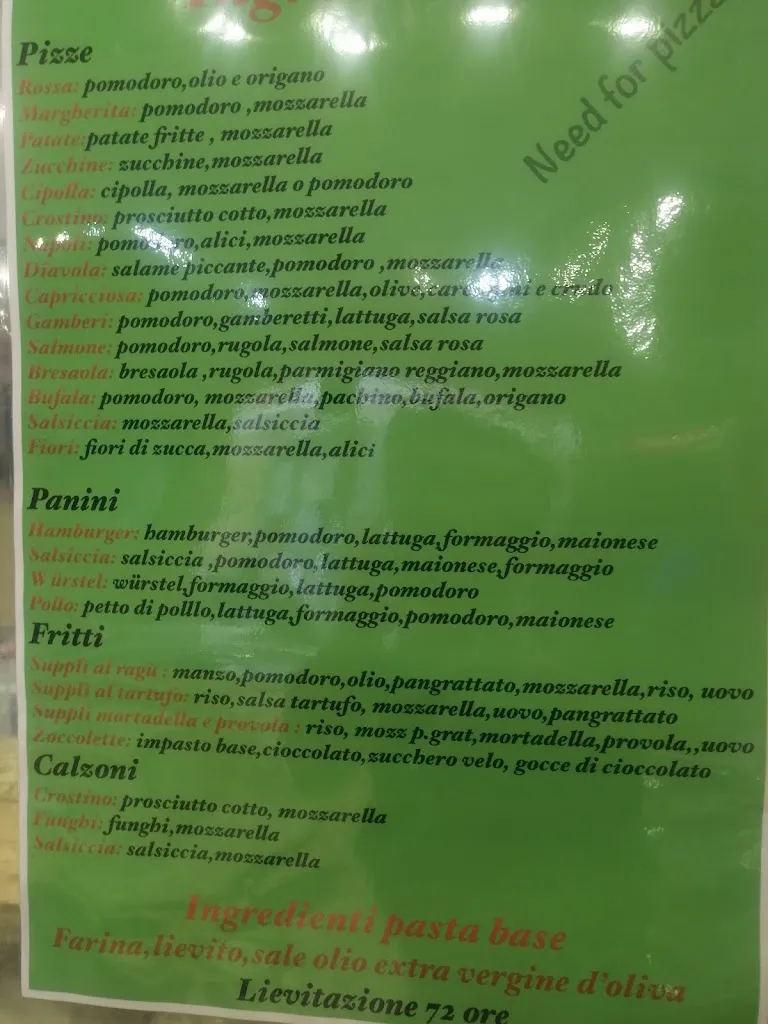 Need for pizza
Pizze
Rossa: pomodoro,olio e origano
Margherita: pomodoro ,mozzarella
Patate:patate fritte , mozzarella
Zucchine: zucchine,mozzarella
Cipolla: cipolla, mozzarella o pomodoro
Crostino: prosciutto cotto,mozzarella
Napoli: pomodoro,alici,mozzarella
Diavola: salame piccante,pomodoro ,mozzarella
Capricciosa: pomodoro,mozzarella,olive,carciofini e crudo
Gamberi: pomodoro,gamberetti,lattuga,salsa rosa
Salmone: pomodoro,rugola,salmone,salsa rosa
Bresaola: bresaola ,rugola,parmigiano reggiano,mozzarella
Bufala: pomodoro, mozzarella,pachino,bufala,origano
Salsiccia: mozzarella,salsiccia
Fiori: fiori di zucca,mozzarella,alici
Panini
Hamburger: hamburger,pomodoro,lattuga,formaggio,maionese
Salsiccia: salsiccia ,pomodoro,lattuga,maionese,formaggio
Würstel: würstel,formaggio,lattuga,pomodoro
Pollo: petto di polllo,lattuga,formaggio,pomodoro,maionese
Fritti
Supplì al ragù : manzo,pomodoro,olio,pangrattato,mozzarella,riso, uovo
Supplì al tartufo: riso,salsa tartufo, mozzarella,uovo,pangrattato
Supplì mortadella e provola : riso, mozz p.grat,mortadella,provola,,uovo
Zoccolette: impasto base,cioccolato,zucchero velo, gocce di cioccolato
Calzoni
Crostino: prosciutto cotto, mozzarella
Funghi: funghi,mozzarella
Salsiccia: salsiccia,mozzarella
Ingredienti pasta base
Farina,lievito,sale olio extra vergine d'oliva
Lievitazione 72 ore